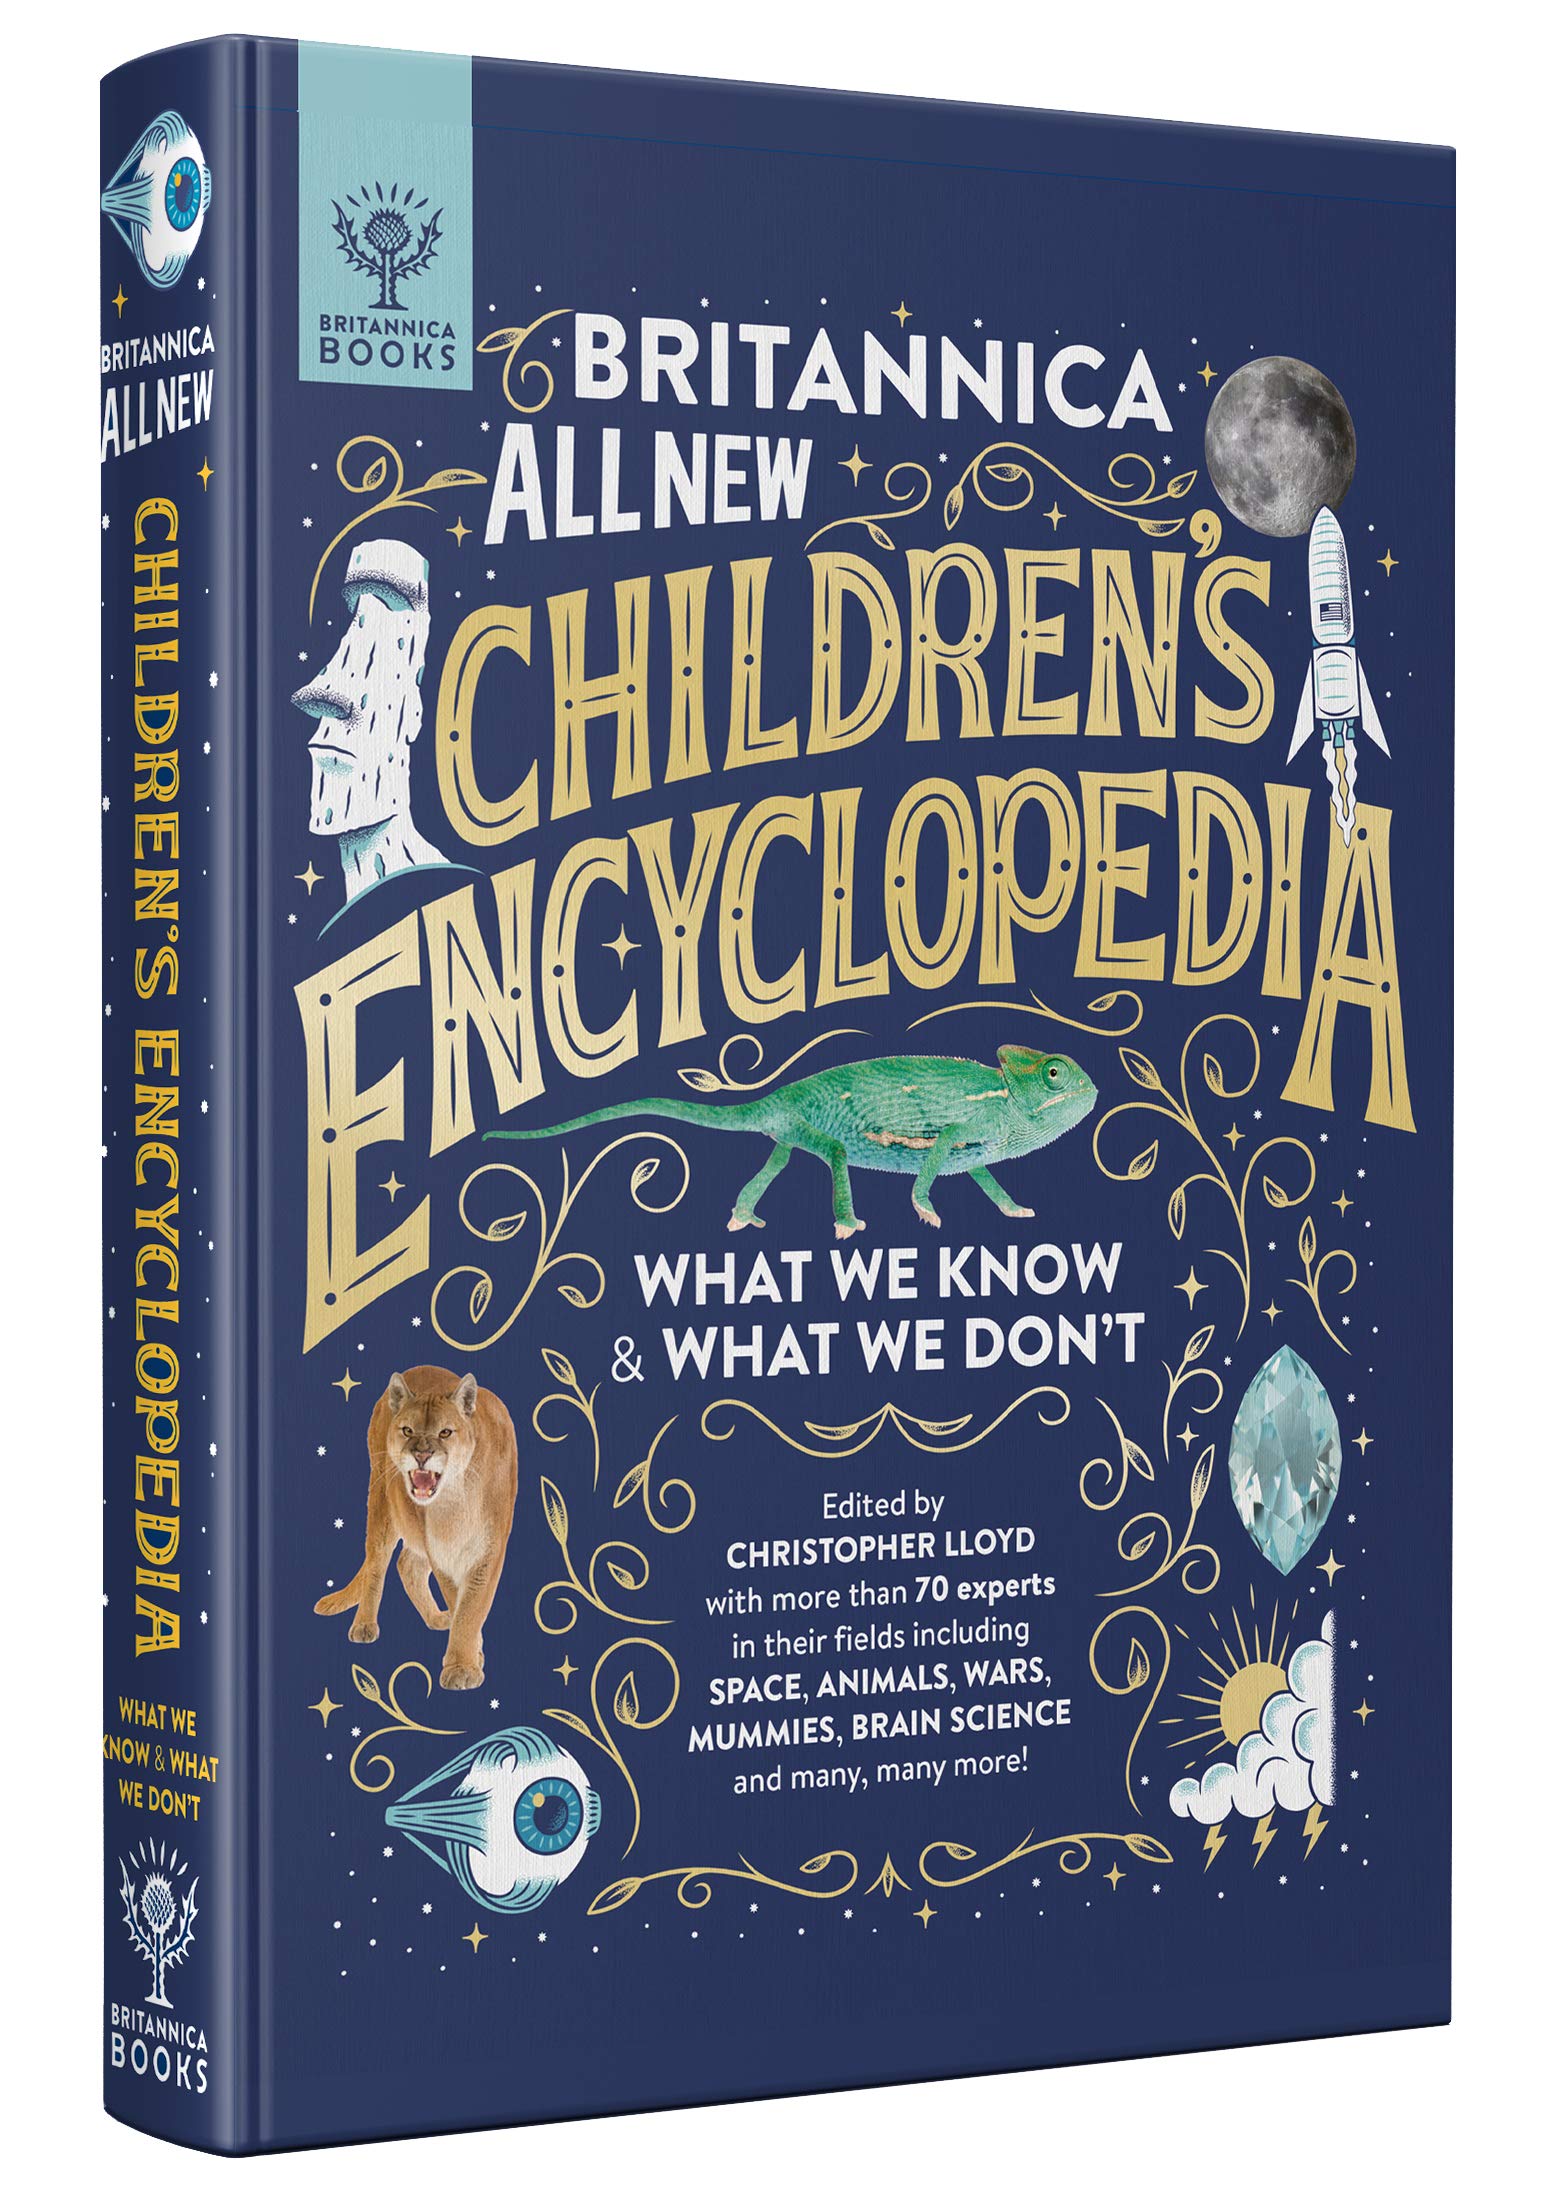 BRITANNICA
ALL NEW
CHILDREN'S ENCYCLOPEDIA
WHAT WE
KNOW & WHAT
WE DON'T
BRITANNICA
BOOKS
BRITANNICA
BOOKS
BRITANNICA
ALL NEW
CHILDREN'S
ENCYCLOPEDIA
WHAT WE KNOW
& WHAT WE DON'T
Edited by
CHRISTOPHER LLOYD
with more than 70 experts
in their fields including
SPACE, ANIMALS, WARS,
MUMMIES, BRAIN SCIENCE
and many, many more!